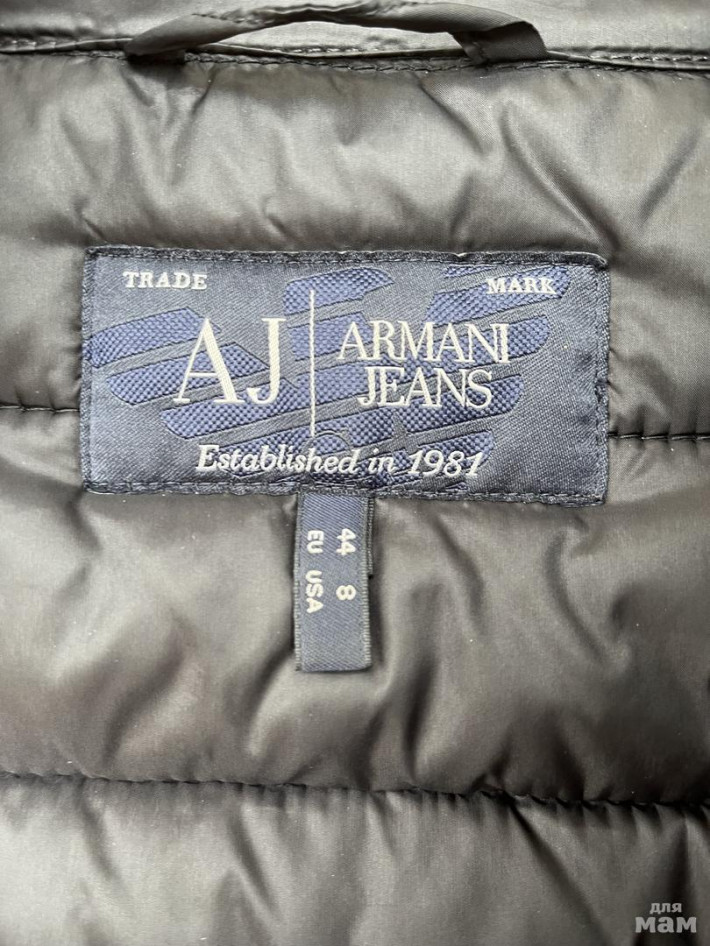 TRADE MARK
AJ ARMANI
JEANS
Established in 1981
44 8
EU USA
для
мам